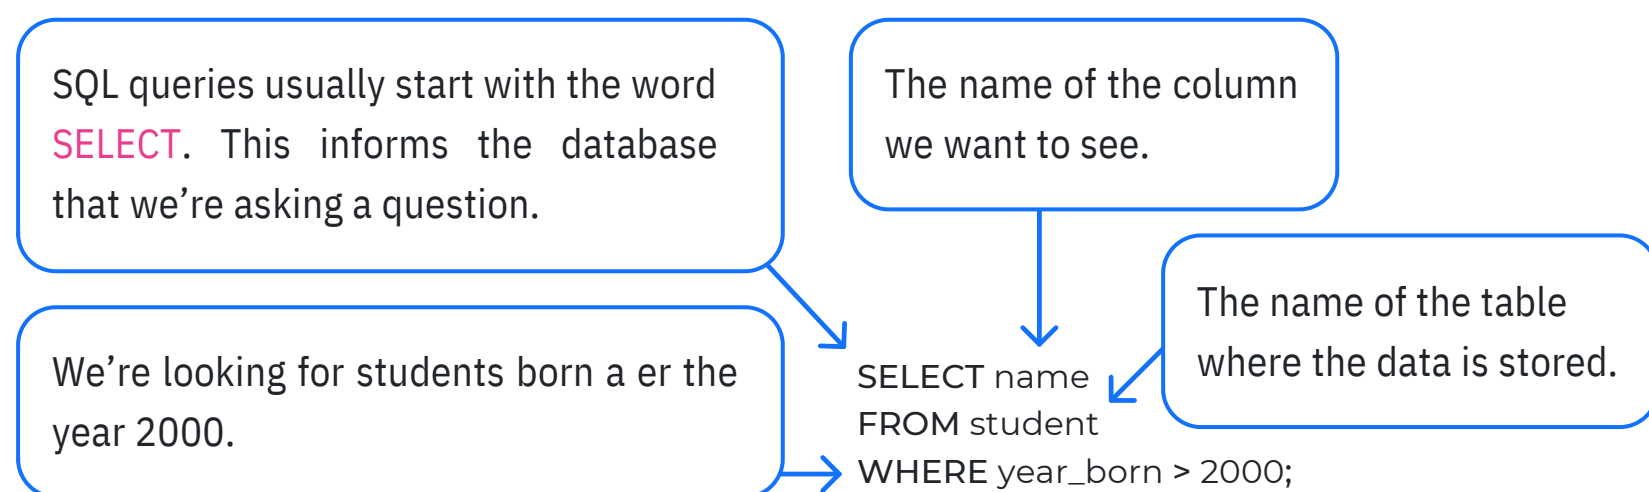 SQL queries usually start with the word
SELECT. This informs the database
that we’re asking a question.
The name of the column
we want to see.
The name of the table
where the data is stored.
We’re looking for students born a er the
year 2000.
SELECT name
FROM student
WHERE year_born > 2000;